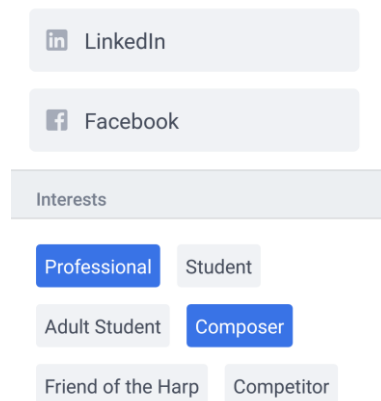 LinkedIn
Facebook
Interests
Professional Student
Adult Student Composer
Friend of the Harp Competitor